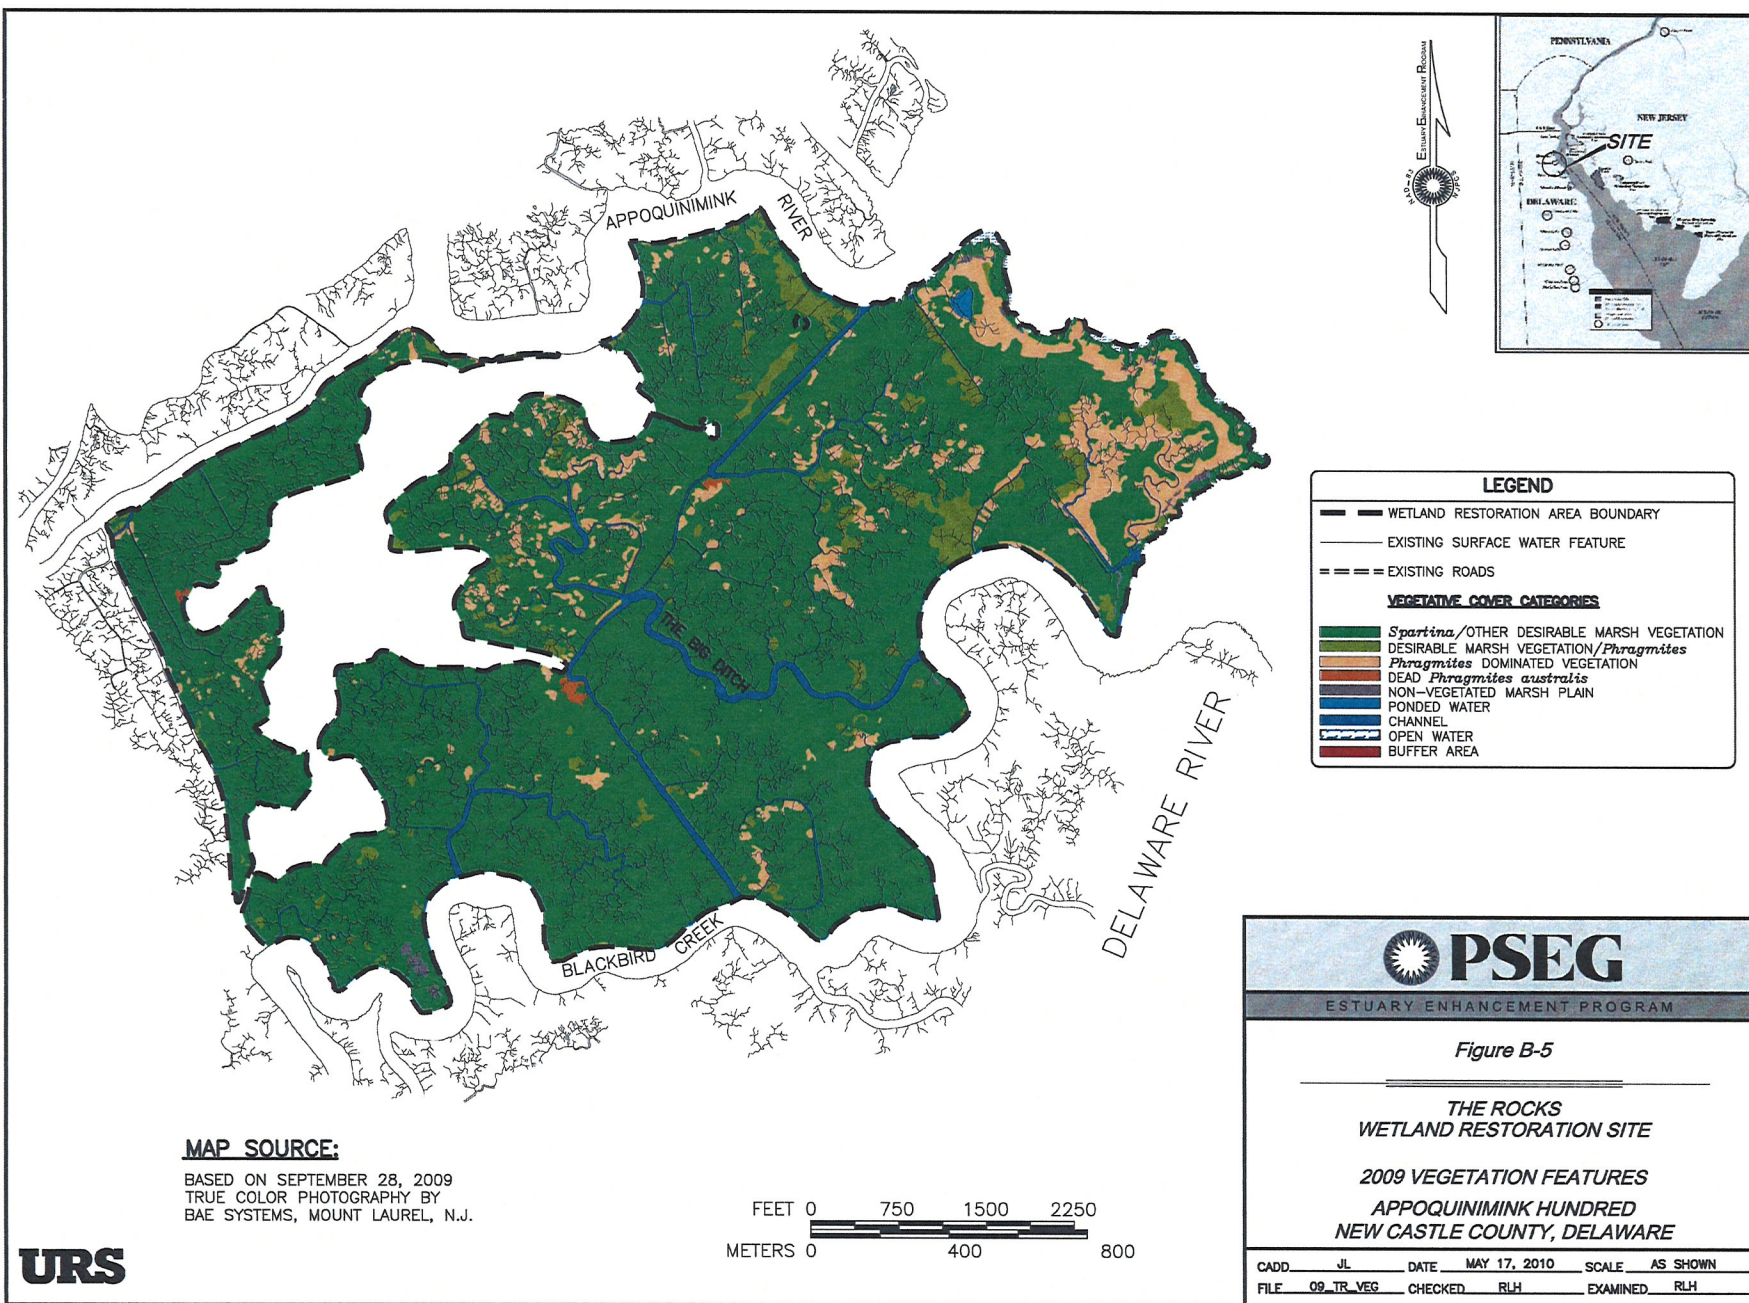 APPOQUINIMINK
RIVER
THE BIG DITCH
BLACKBIRD CREEK
DELAWARE RIVER
ESTUARY ENHANCEMENT PROGRAM
NAD-83
PENNSYLVANIA
NEW JERSEY
SITE
DELAWARE
LEGEND
WETLAND RESTORATION AREA BOUNDARY
EXISTING SURFACE WATER FEATURE
EXISTING ROADS
VEGETATIVE COVER CATEGORIES
Spartina/OTHER DESIRABLE MARSH VEGETATION
DESIRABLE MARSH VEGETATION/Phragmites
Phragmites DOMINATED VEGETATION
DEAD Phragmites australis
NON-VEGETATED MARSH PLAIN
PONDED WATER
CHANNEL
OPEN WATER
BUFFER AREA
PSEG
ESTUARY ENHANCEMENT PROGRAM
Figure B-5
THE ROCKS
WETLAND RESTORATION SITE
2009 VEGETATION FEATURES
APPOQUINIMINK HUNDRED
NEW CASTLE COUNTY, DELAWARE
CADD JL DATE MAY 17, 2010 SCALE AS SHOWN
FILE 09_TR_VEG CHECKED RLH EXAMINED RLH
MAP SOURCE:
BASED ON SEPTEMBER 28, 2009
TRUE COLOR PHOTOGRAPHY BY
BAE SYSTEMS, MOUNT LAUREL, N.J.
FEET 0 750 1500 2250
METERS 0 400 800
URS